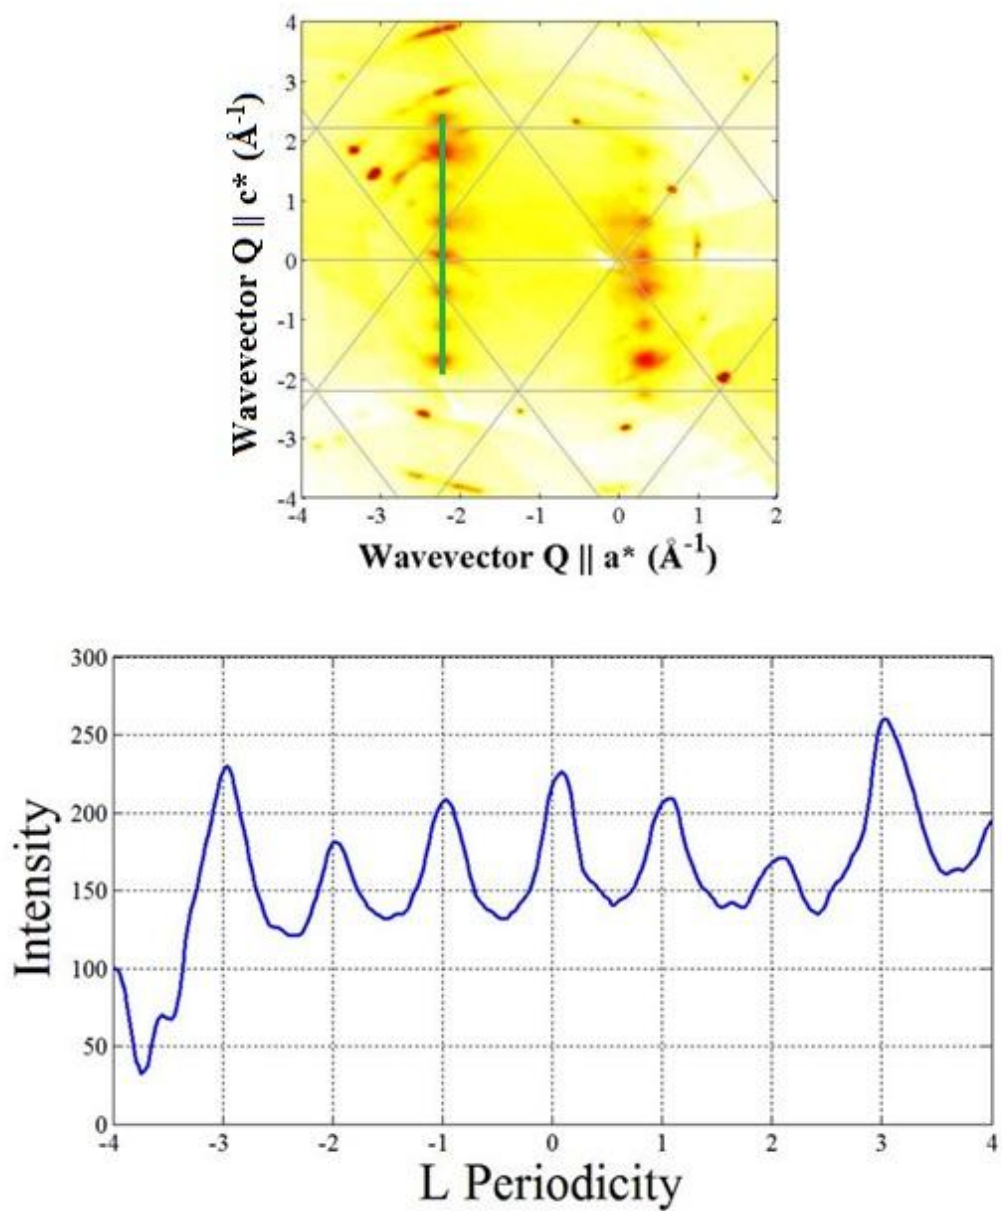 4
3
2
1
0
-1
-2
-3
-4
Wavevector Q || c* (Å-1)
-4 -3 -2 -1 0 1 2
Wavevector Q || a* (Å-1)
300
250
200
150
100
50
0
Intensity
-4 -3 -2 -1 0 1 2 3 4
L Periodicity